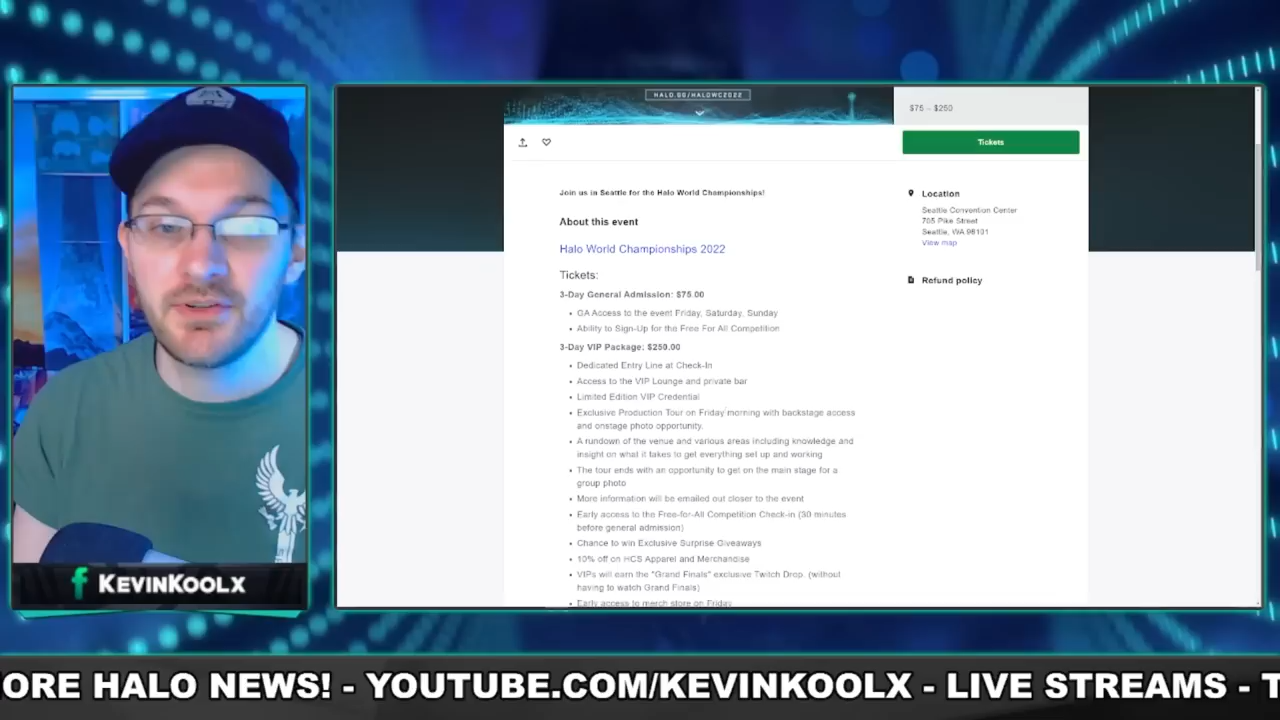 HALO.GG/HALOWC2022
$75 – $250
Tickets
Join us in Seattle for the Halo World Championships!
About this event
Halo World Championships 2022
Tickets:
3-Day General Admission: $75.00
GA Access to the event Friday, Saturday, Sunday
Ability to Sign-Up for the Free For All Competition
3-Day VIP Package: $250.00
Dedicated Entry Line at Check-In
Access to the VIP Lounge and private bar
Limited Edition VIP Credential
Exclusive Production Tour on Friday morning with backstage access
and onstage photo opportunity.
A rundown of the venue and various areas including knowledge and
insight on what it takes to get everything set up and working
The tour ends with an opportunity to get on the main stage for a
group photo
More information will be emailed out closer to the event
Early access to the Free-for-All Competition Check-in (30 minutes
before general admission)
Chance to win Exclusive Surprise Giveaways
10% off on HCS Apparel and Merchandise
VIPs will earn the "Grand Finals" exclusive Twitch Drop. (without
having to watch Grand Finals)
Early access to merch store on Friday
Location
Seattle Convention Center
705 Pike Street
Seattle, WA 98101
View map
Refund policy
f KEVINKOOLX
ORE HALO NEWS! - YOUTUBE.COM/KEVINKOOLX - LIVE STREAMS - T